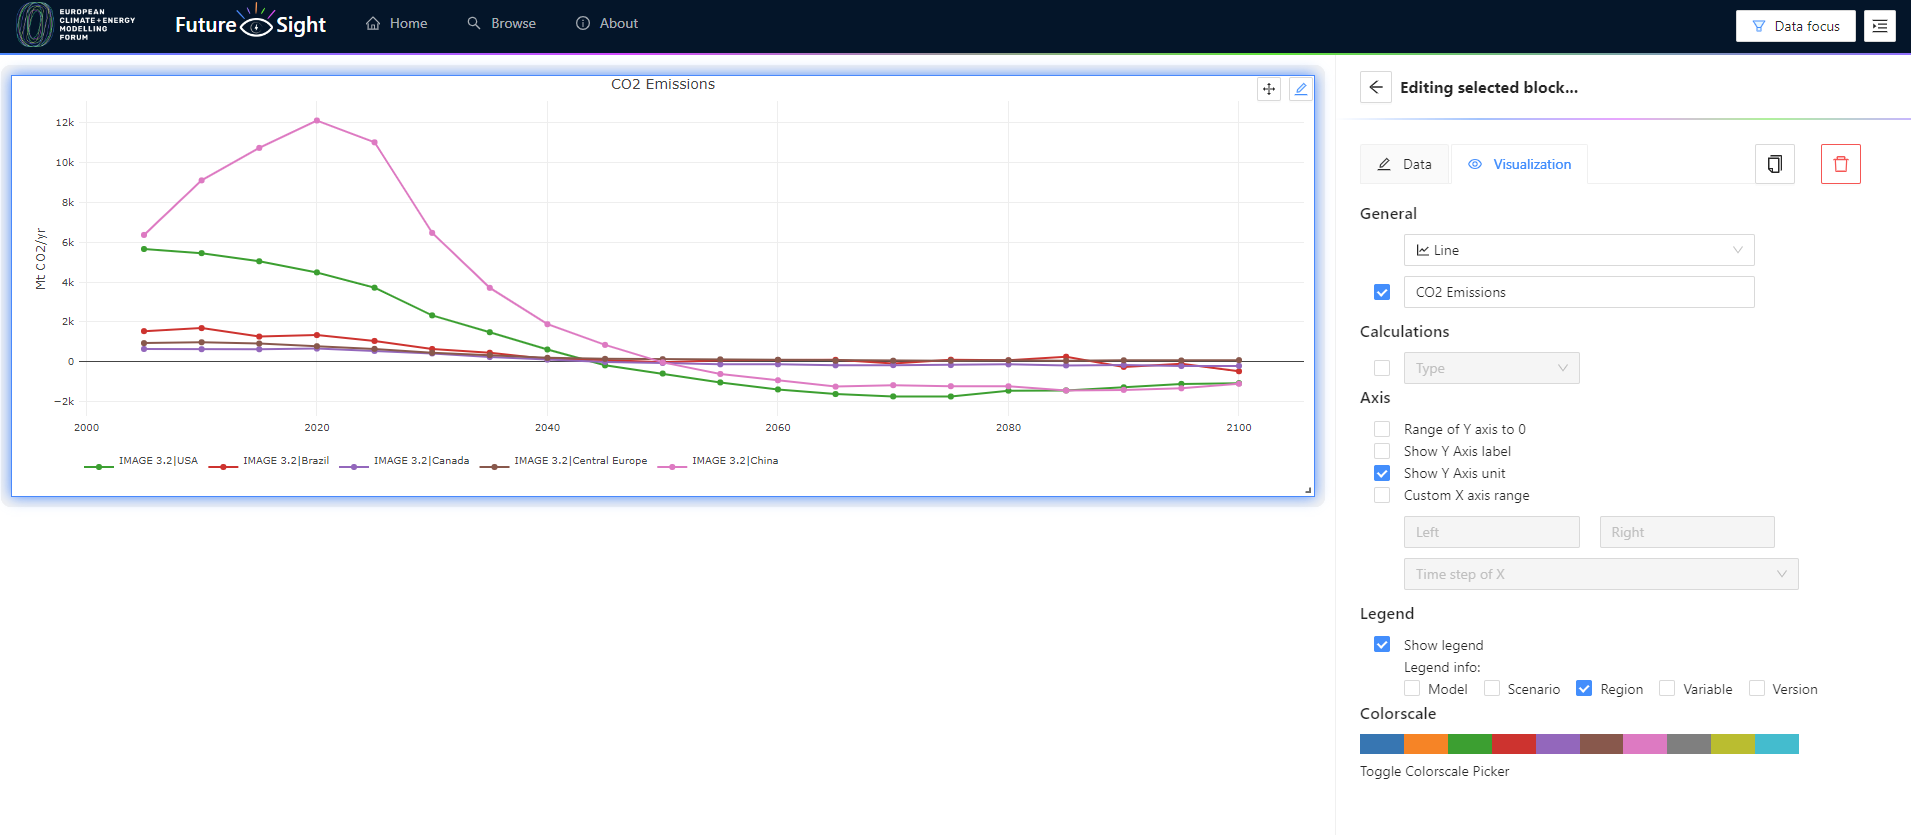 EUROPEAN
CLIMATE+ENERGY
MODELLING
FORUM
Future Sight
Home
Browse
About
Data focus
CO2 Emissions
Mt CO2/yr
12k
10k
8k
6k
4k
2k
0
−2k
2000
2020
2040
2060
2080
2100
IMAGE 3.2|USA
IMAGE 3.2|Brazil
IMAGE 3.2|Canada
IMAGE 3.2|Central Europe
IMAGE 3.2|China
Editing selected block...
Data
Visualization
General
Line
CO2 Emissions
Calculations
Type
Axis
Range of Y axis to 0
Show Y Axis label
Show Y Axis unit
Custom X axis range
Left
Right
Time step of X
Legend
Show legend
Legend info:
Model
Scenario
Region
Variable
Version
Colorscale
Toggle Colorscale Picker